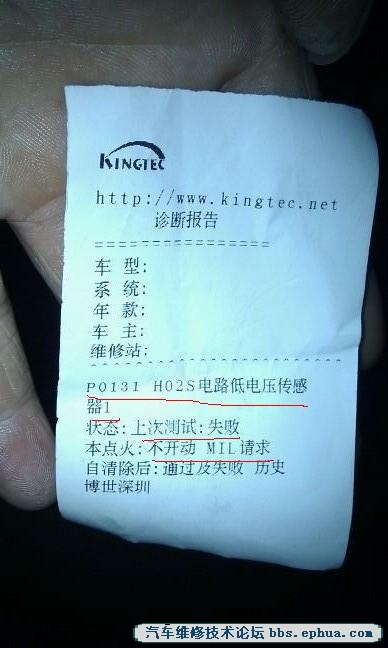 KINGTEC
http://www.kingtec.net
诊断报告
================
车 型:
系 统:
年 款:
车 主:
维修站:
P0131 H02S电路低电压传感
器1
状态:上次测试:失败
本点火:不开动 MIL请求
自清除后:通过及失败 历史
博世深圳
汽车维修技术论坛 bbs.ephua.com